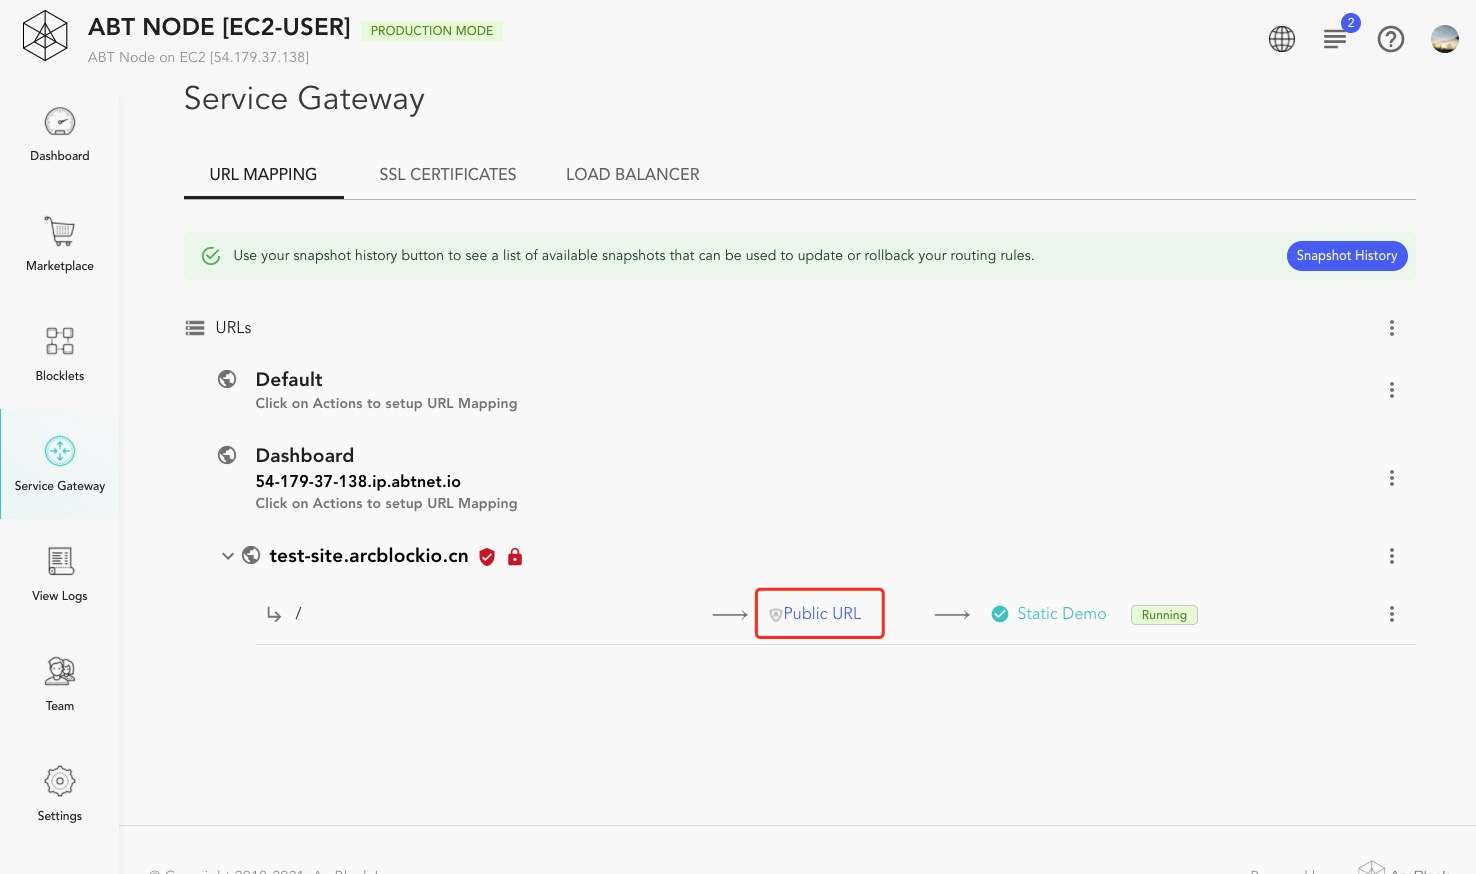 ABT NODE [EC2-USER] PRODUCTION MODE
ABT Node on EC2 [54.179.37.138]
2
Dashboard
Marketplace
Blocklets
Service Gateway
View Logs
Team
Settings
Service Gateway
URL MAPPING SSL CERTIFICATES LOAD BALANCER
Use your snapshot history button to see a list of available snapshots that can be used to update or rollback your routing rules. Snapshot History
URLs
Default
Click on Actions to setup URL Mapping
Dashboard
54-179-37-138.ip.abtnet.io
Click on Actions to setup URL Mapping
test-site.arcblockio.cn
/ Public URL Static Demo Running